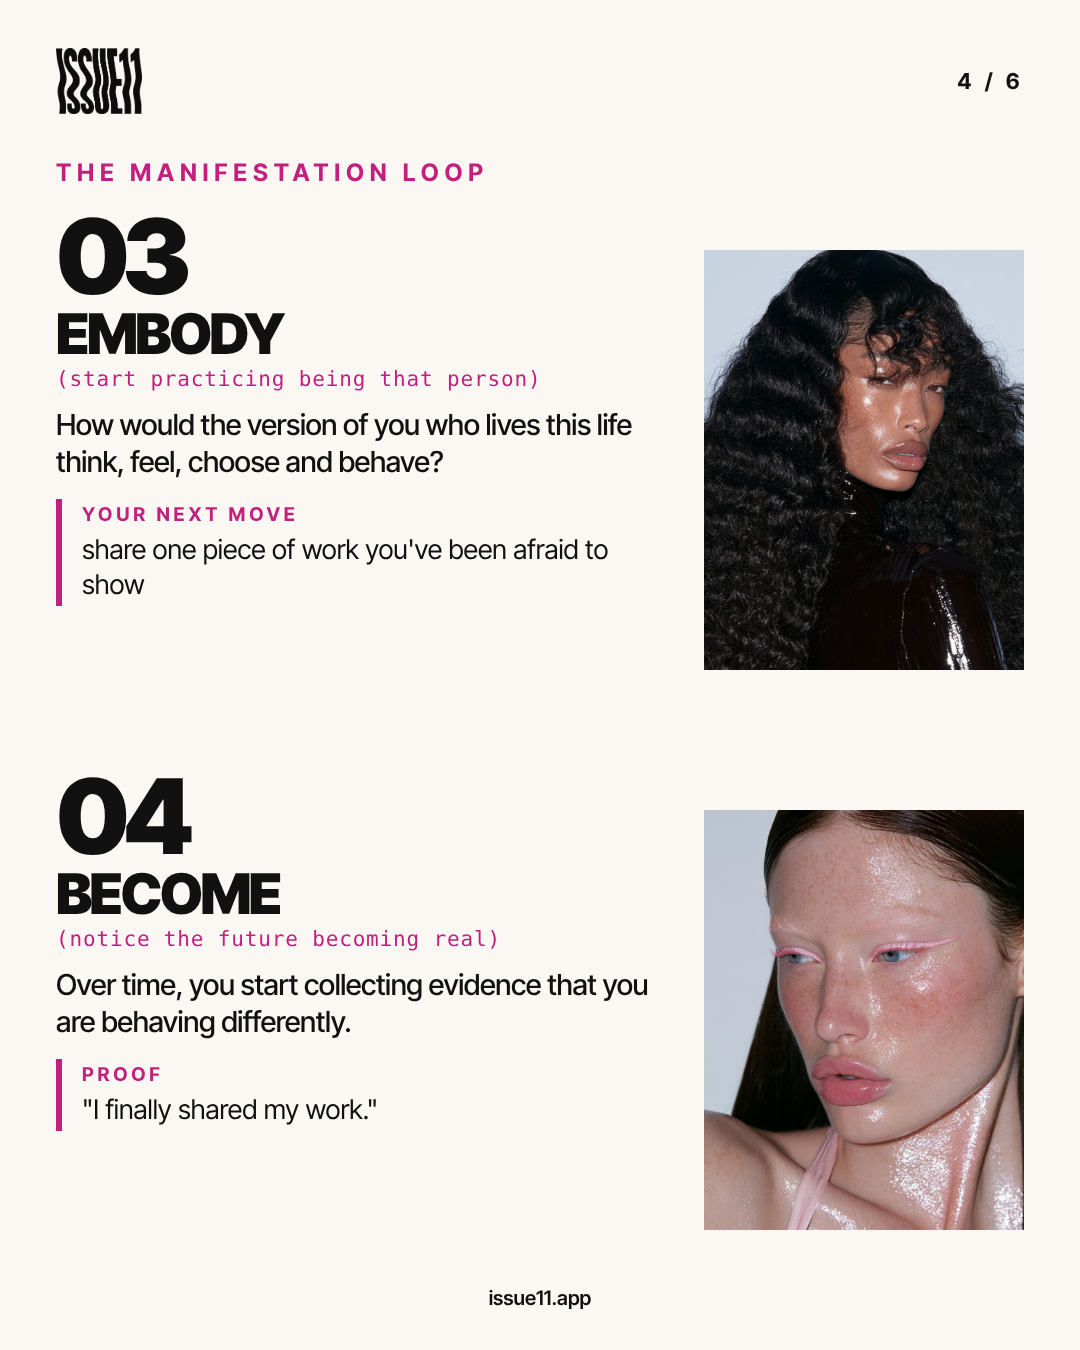 ISSUE11
4 / 6
THE MANIFESTATION LOOP
03
EMBODY
(start practicing being that person)
How would the version of you who lives this life
think, feel, choose and behave?
YOUR NEXT MOVE
share one piece of work you've been afraid to
show
04
BECOME
(notice the future becoming real)
Over time, you start collecting evidence that you
are behaving differently.
PROOF
"I finally shared my work."
issue11.app